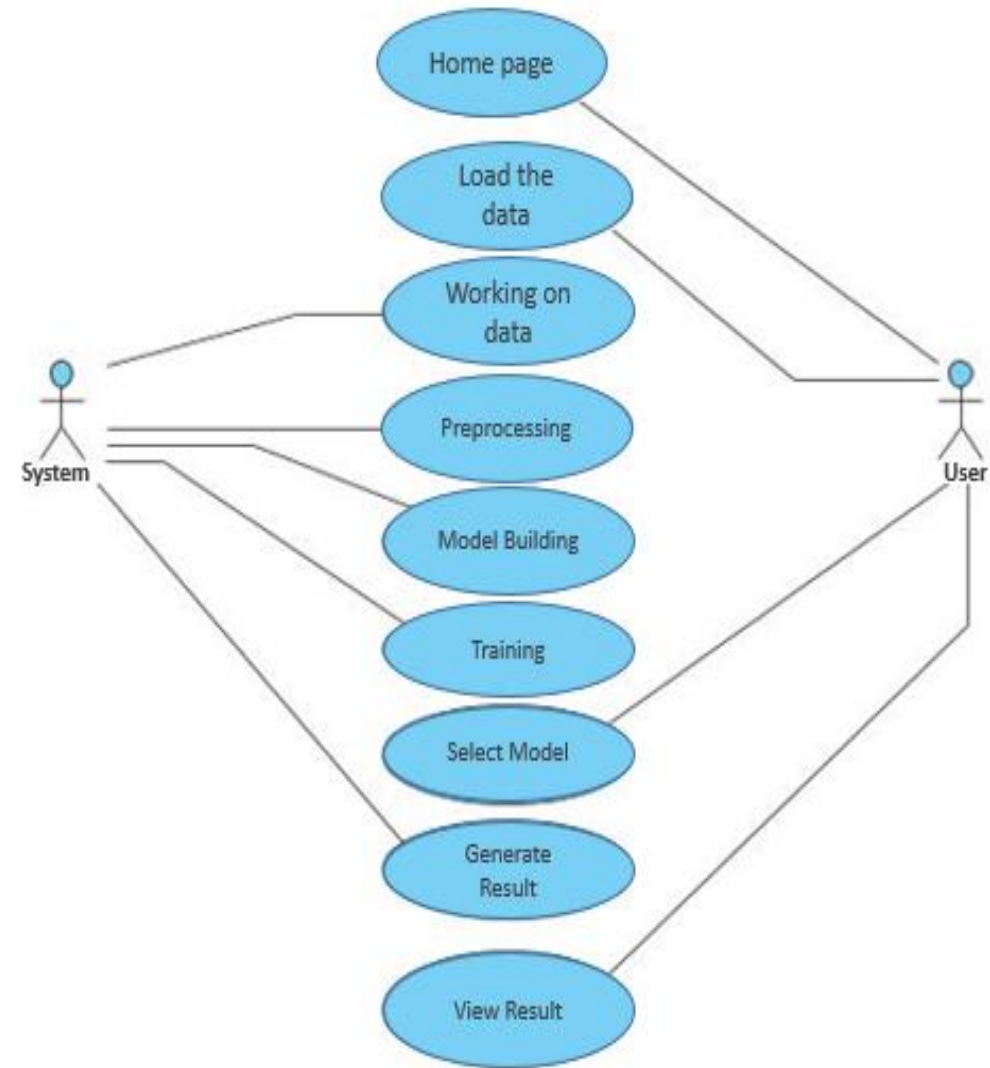 Home page
Load the
data
Working on
data
Preprocessing
System
User
Model Building
Training
Select Model
Generate
Result
View Result